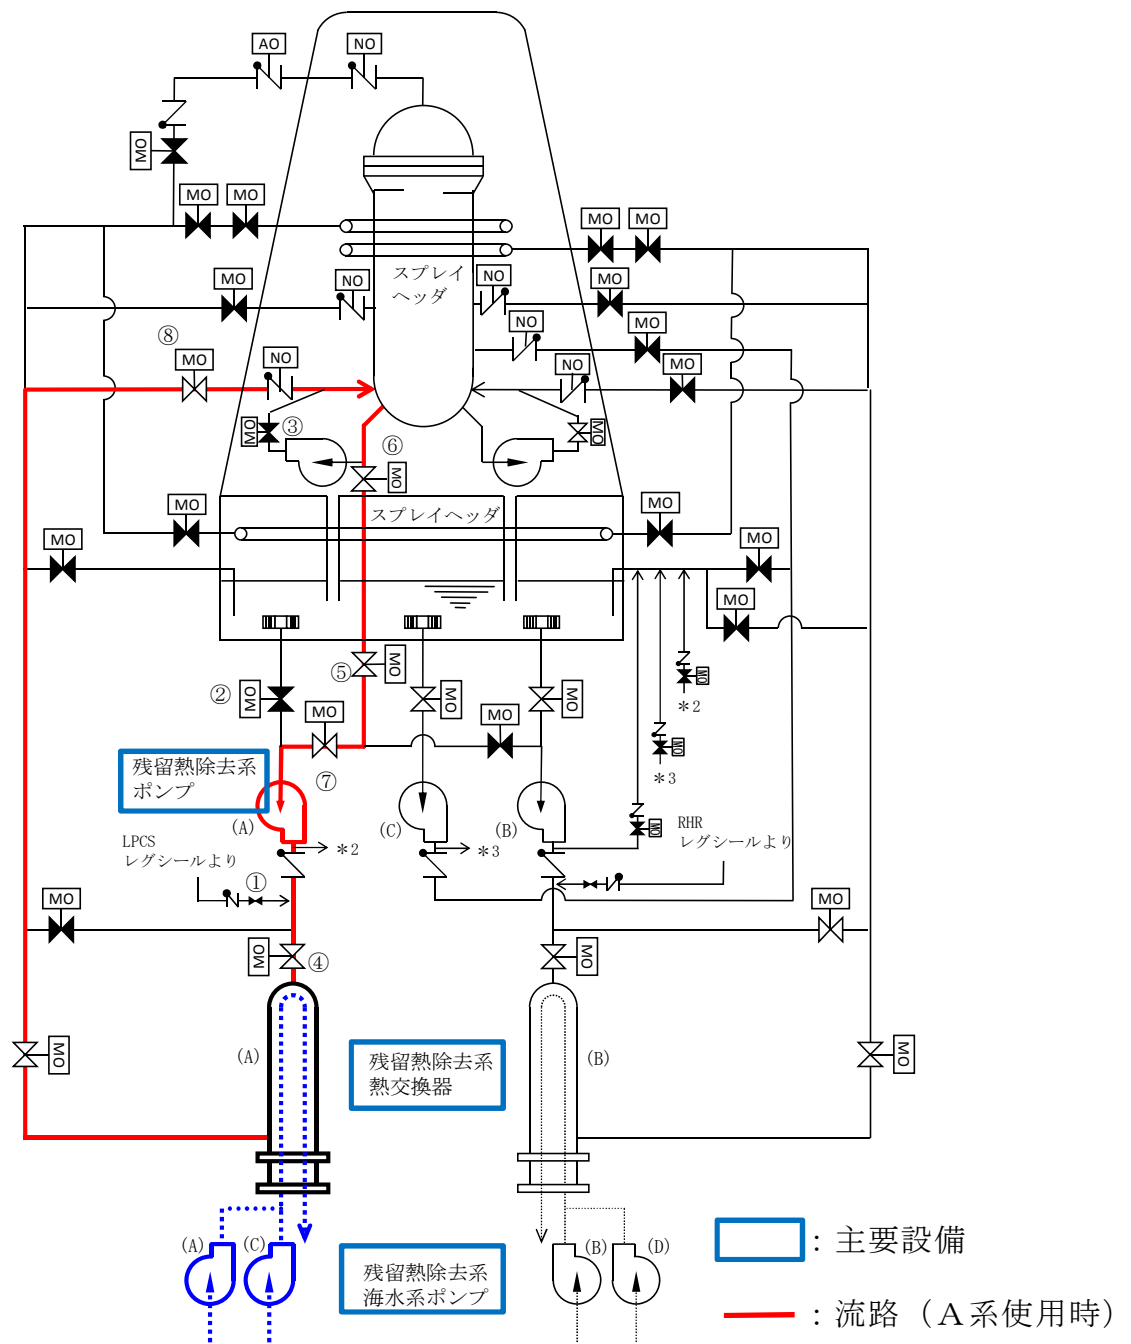 AO
NO
MO
MO
MO
MO
MO
スプレイ
ヘッダ
MO
NO
NO
MO
NO
MO
⑧
MO
NO
NO
MO
MO
③
⑥
MO
MO
スプレイヘッダ
MO
MO
MO
MO
MO
⑤
MO
②
MO
MO
MO
MO
MO
MO
＊2
MO
＊3
残留熱除去系
ポンプ
⑦
(A)
(C)
(B)
MO
RHR
レグシールより
LPCS
レグシールより
＊2
＊3
①
MO
MO
MO
④
MO
(A)
MO
残留熱除去系
熱交換器
(B)
MO
(A)
(C)
残留熱除去系
海水系ポンプ
(B)
(D)
：主要設備
：流路（Ａ系使用時）